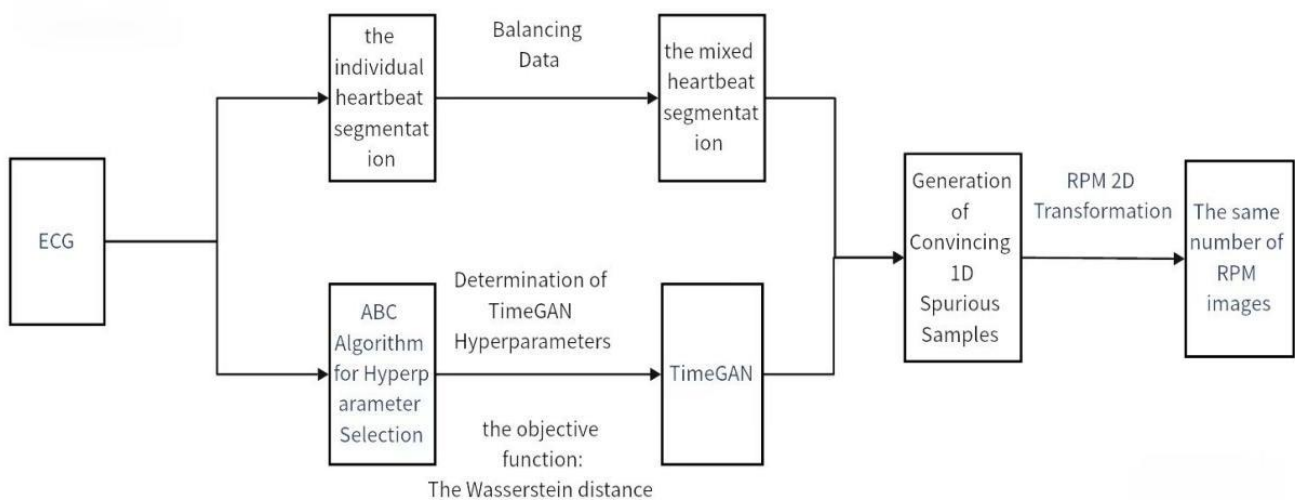 ECG
the
individual
heartbeat
segmentat
ion
Balancing
Data
the mixed
heartbeat
segmentat
ion
ABC
Algorithm
for Hyperp
arameter
Selection
Determination of
TimeGAN
Hyperparameters
the objective
function:
The Wasserstein distance
TimeGAN
Generation
of
Convincing
1D
Spurious
Samples
RPM 2D
Transformation
The same
number of
RPM
images